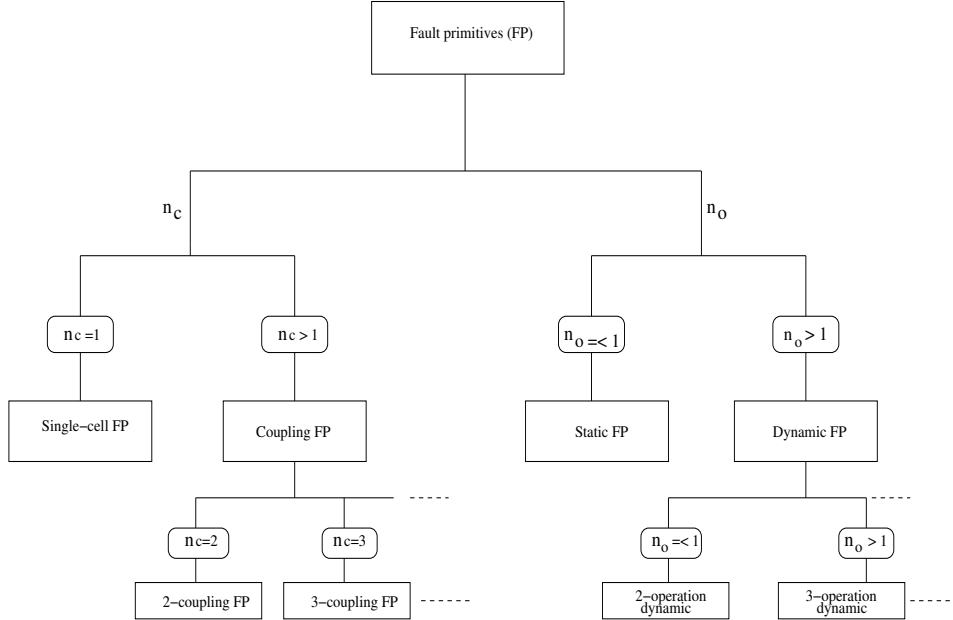 Fault primitives (FP)
n c
n o
n c =1
n c > 1
n o =< 1
n o > 1
Single−cell FP
Coupling FP
Static FP
Dynamic FP
n c=2
n c=3
n o =< 1
n o > 1
2−coupling FP
3−coupling FP
2−operation
dynamic
3−operation
dynamic